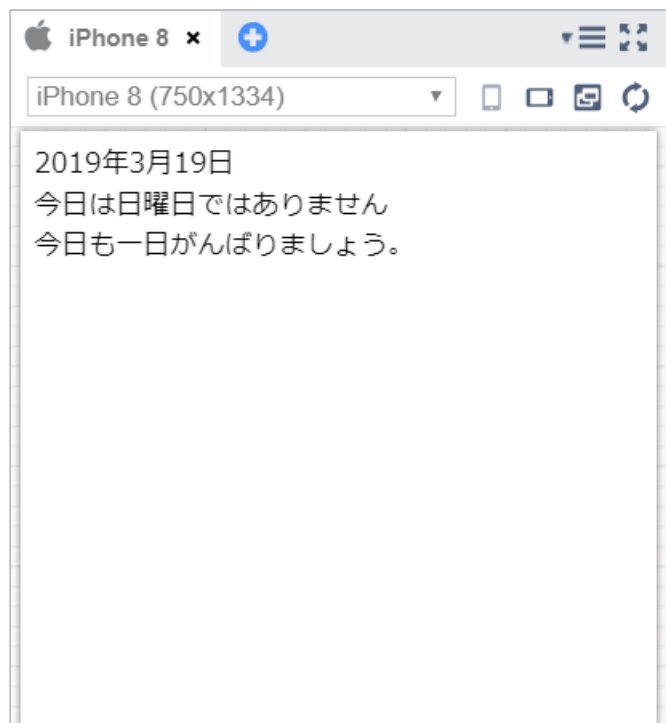 iPhone 8
iPhone 8 (750x1334)
2019年3月19日
今日は日曜日ではありません
今日も一日がんばりましょう。